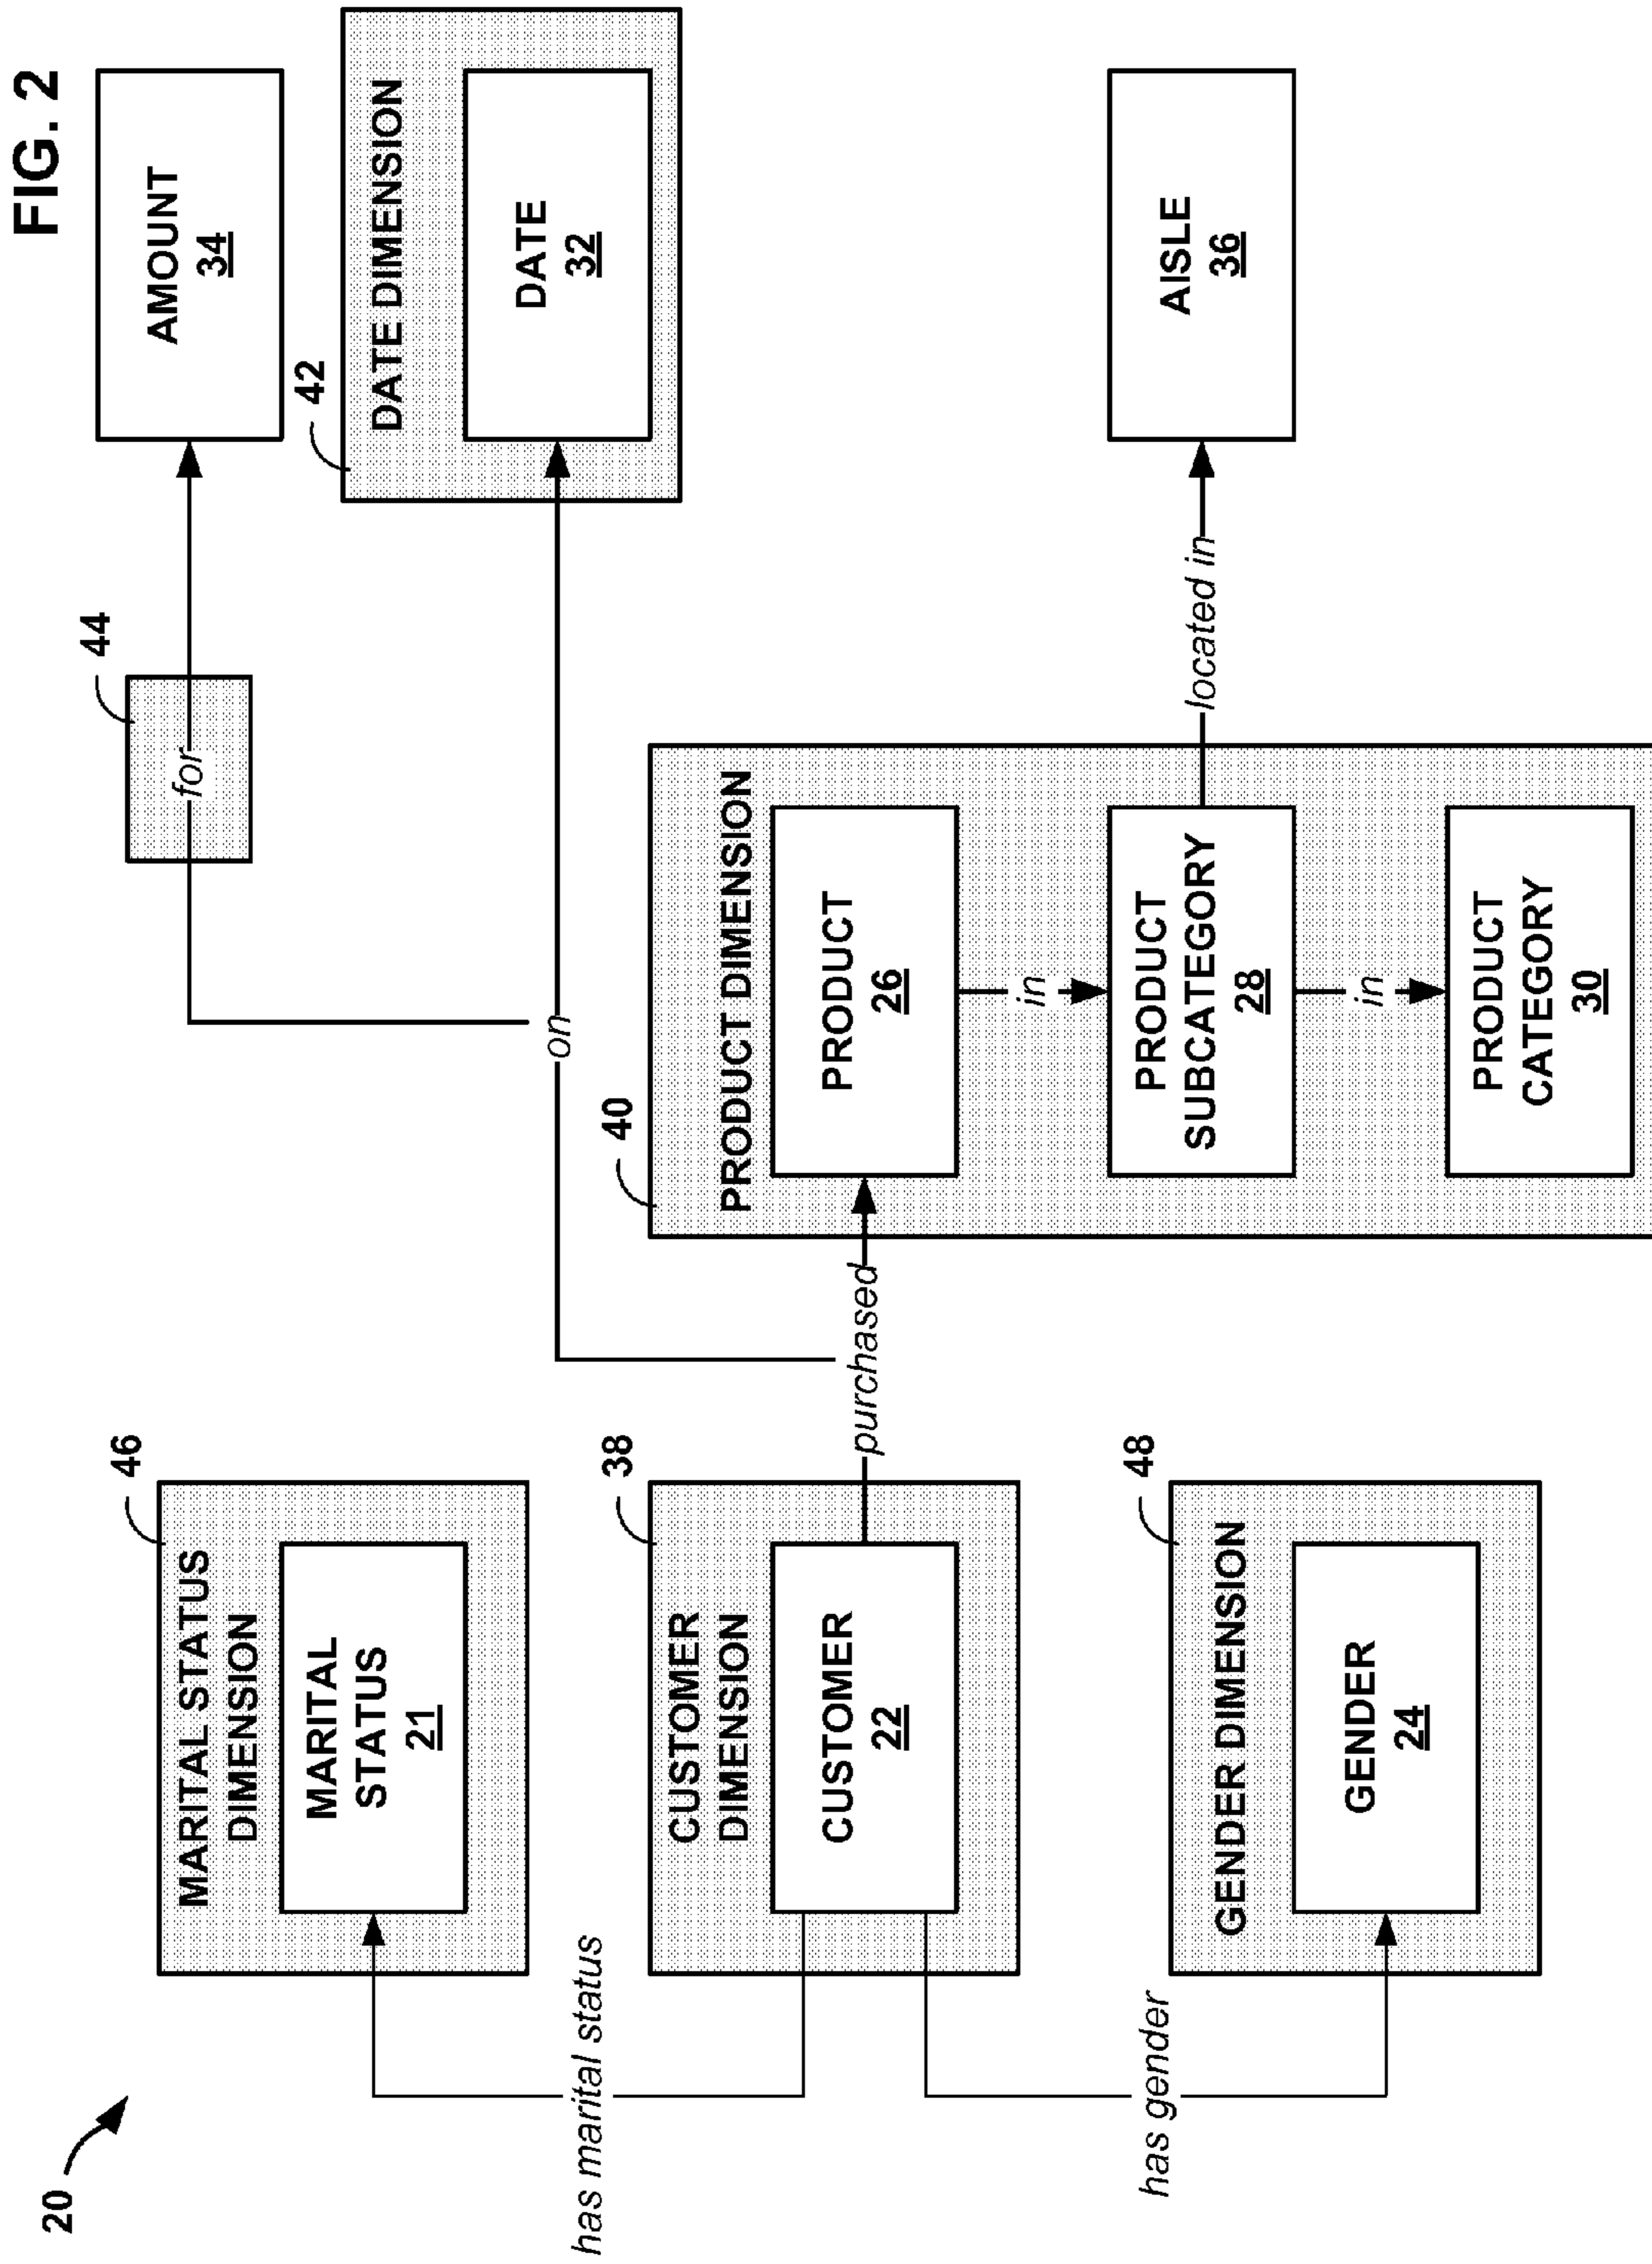 FIG. 2
20
46
MARITAL STATUS
DIMENSION
MARITAL
STATUS
21
has marital status
38
CUSTOMER
DIMENSION
CUSTOMER
22
has gender
48
GENDER DIMENSION
GENDER
24
purchased
on
44
for
AMOUNT
34
42
DATE DIMENSION
DATE
32
40
PRODUCT DIMENSION
PRODUCT
26
in
PRODUCT
SUBCATEGORY
28
in
PRODUCT
CATEGORY
30
located in
AISLE
36